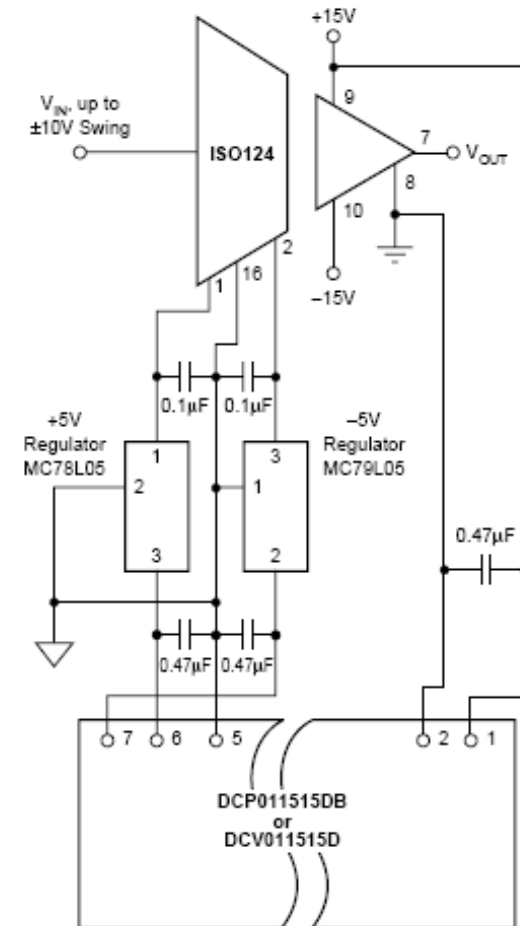 +15V
9
V_IN, up to
±10V Swing
ISO124
7
V_OUT
8
10
2
16
1
–15V
0.1µF
0.1µF
+5V
Regulator
MC78L05
–5V
Regulator
MC79L05
1
2
3
3
1
2
0.47µF
0.47µF
0.47µF
7
6
5
2
1
DCP011515DB
or
DCV011515D